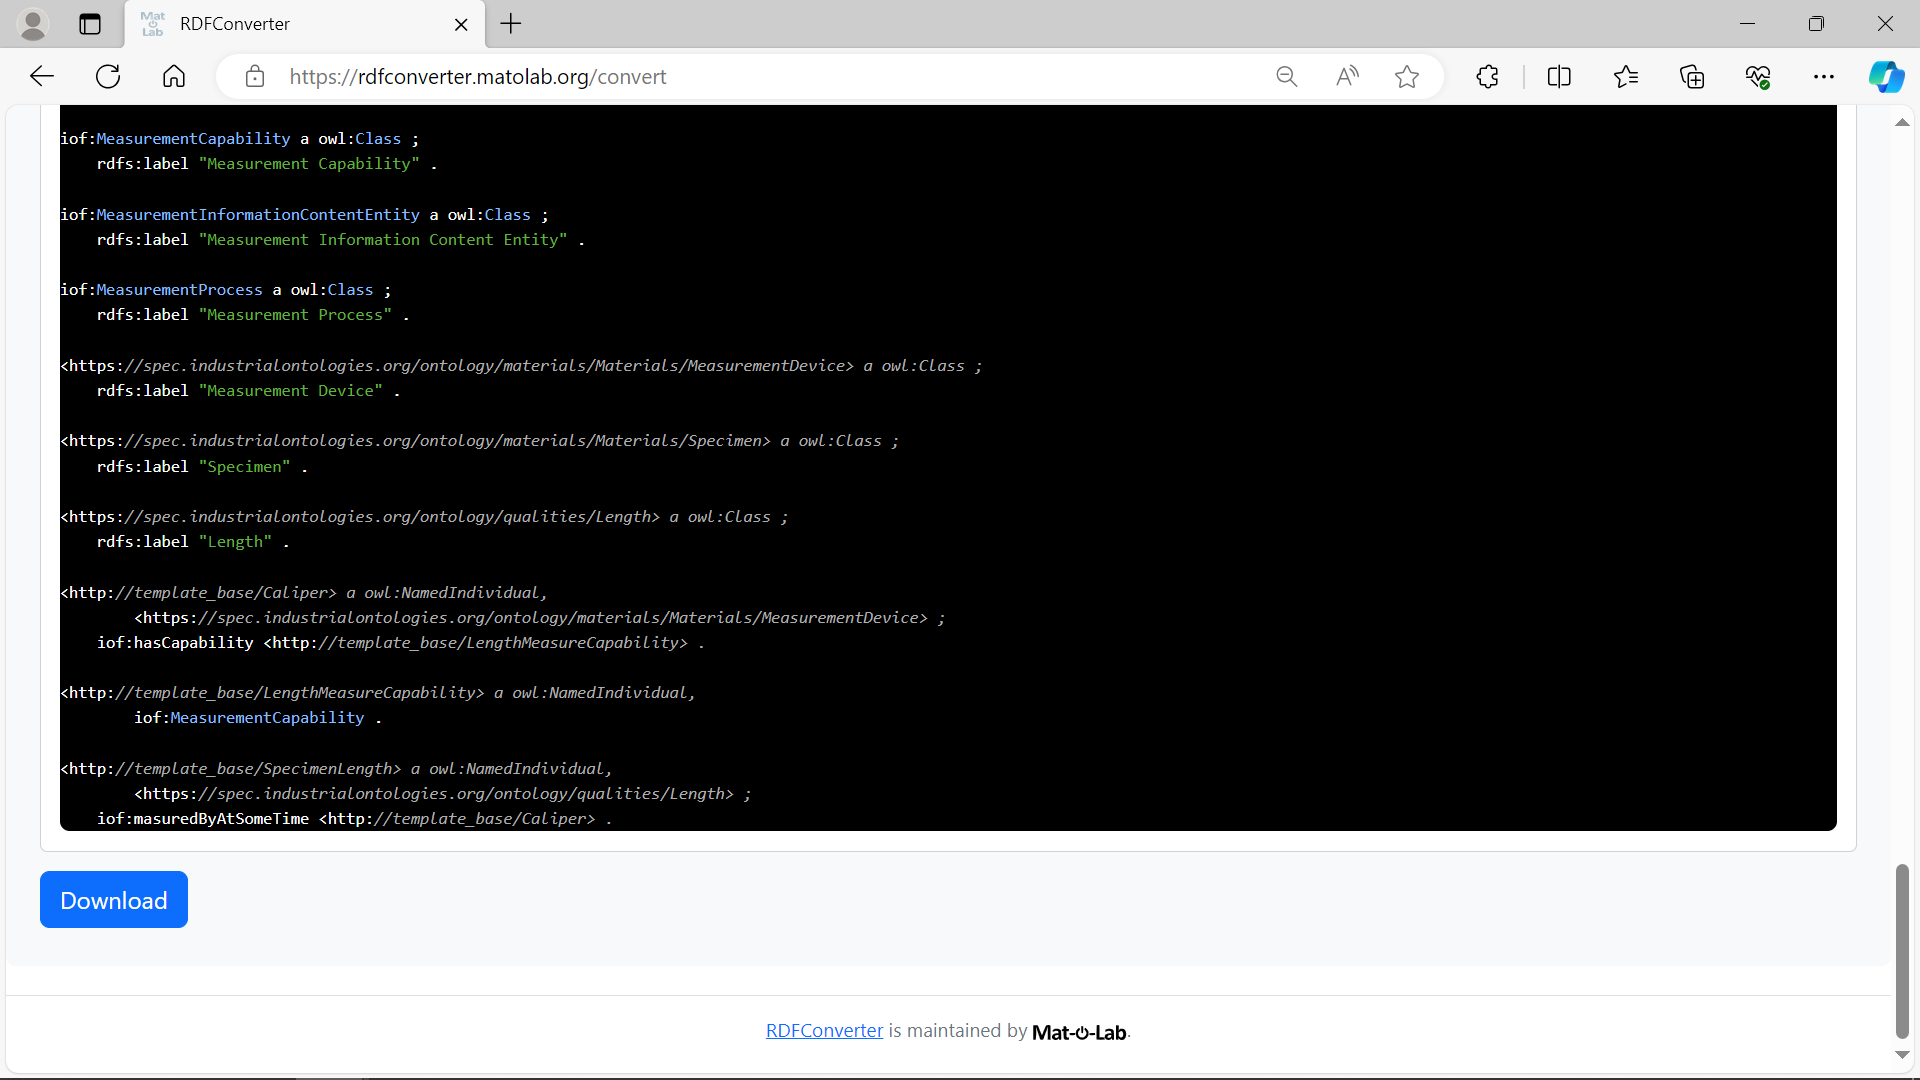 Mat
Lab
RDFConverter
https://rdfconverter.matolab.org/convert
iof:MeasurementCapability a owl:Class ;
rdfs:label "Measurement Capability" .
iof:MeasurementInformationContentEntity a owl:Class ;
rdfs:label "Measurement Information Content Entity" .
iof:MeasurementProcess a owl:Class ;
rdfs:label "Measurement Process" .
<https://spec.industrialontologies.org/ontology/materials/Materials/MeasurementDevice> a owl:Class ;
rdfs:label "Measurement Device" .
<https://spec.industrialontologies.org/ontology/materials/Materials/Specimen> a owl:Class ;
rdfs:label "Specimen" .
<https://spec.industrialontologies.org/ontology/qualities/Length> a owl:Class ;
rdfs:label "Length" .
<http://template_base/Caliper> a owl:NamedIndividual,
<https://spec.industrialontologies.org/ontology/materials/Materials/MeasurementDevice> ;
iof:hasCapability <http://template_base/LengthMeasureCapability> .
<http://template_base/LengthMeasureCapability> a owl:NamedIndividual,
iof:MeasurementCapability .
<http://template_base/SpecimenLength> a owl:NamedIndividual,
<https://spec.industrialontologies.org/ontology/qualities/Length> ;
iof:masuredByAtSomeTime <http://template_base/Caliper> .
Download
RDFConverter is maintained by Mat-o-Lab.